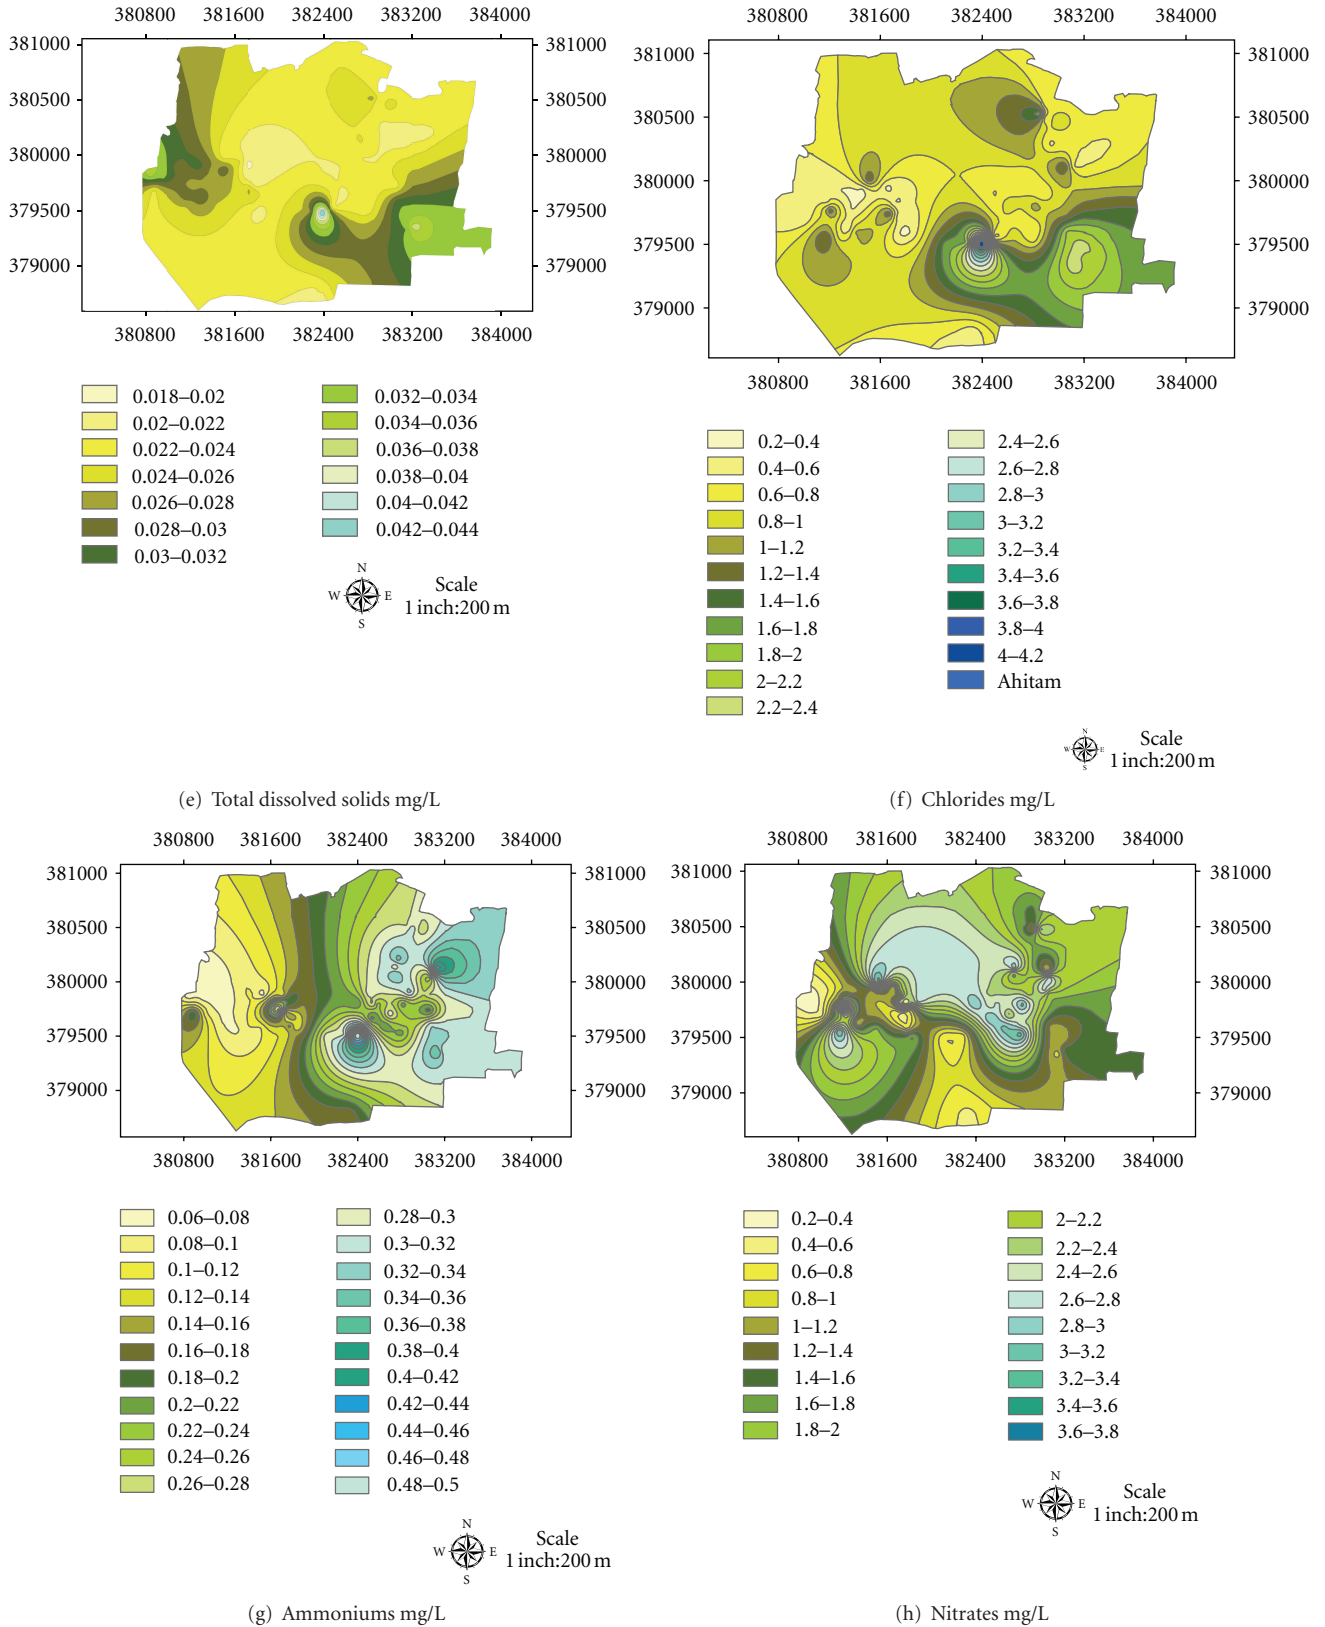 380800 381600 382400 383200 384000
381000 381000
380500 380500
380000 380000
379500 379500
379000 379000
380800 381600 382400 383200 384000
0.018–0.02 0.032–0.034
0.02–0.022 0.034–0.036
0.022–0.024 0.036–0.038
0.024–0.026 0.038–0.04
0.026–0.028 0.04–0.042
0.028–0.03 0.042–0.044
0.03–0.032
N
W E
S
Scale
1 inch:200 m
(e) Total dissolved solids mg/L
380800 381600 382400 383200 384000
381000 381000
380500 380500
380000 380000
379500 379500
379000 379000
380800 381600 382400 383200 384000
0.2–0.4 2.4–2.6
0.4–0.6 2.6–2.8
0.6–0.8 2.8–3
0.8–1 3–3.2
1–1.2 3.2–3.4
1.2–1.4 3.4–3.6
1.4–1.6 3.6–3.8
1.6–1.8 3.8–4
1.8–2 4–4.2
2–2.2 Ahitam
2.2–2.4
N
W E
S
Scale
1 inch:200 m
(f) Chlorides mg/L
380800 381600 382400 383200 384000
381000 381000
380500 380500
380000 380000
379500 379500
379000 379000
380800 381600 382400 383200 384000
0.06–0.08 0.28–0.3
0.08–0.1 0.3–0.32
0.1–0.12 0.32–0.34
0.12–0.14 0.34–0.36
0.14–0.16 0.36–0.38
0.16–0.18 0.38–0.4
0.18–0.2 0.4–0.42
0.2–0.22 0.42–0.44
0.22–0.24 0.44–0.46
0.24–0.26 0.46–0.48
0.26–0.28 0.48–0.5
N
W E
S
Scale
1 inch:200 m
(g) Ammoniums mg/L
380800 381600 382400 383200 384000
381000 381000
380500 380500
380000 380000
379500 379500
379000 379000
380800 381600 382400 383200 384000
0.2–0.4 2–2.2
0.4–0.6 2.2–2.4
0.6–0.8 2.4–2.6
0.8–1 2.6–2.8
1–1.2 2.8–3
1.2–1.4 3–3.2
1.4–1.6 3.2–3.4
1.6–1.8 3.4–3.6
1.8–2 3.6–3.8
N
W E
S
Scale
1 inch:200 m
(h) Nitrates mg/L